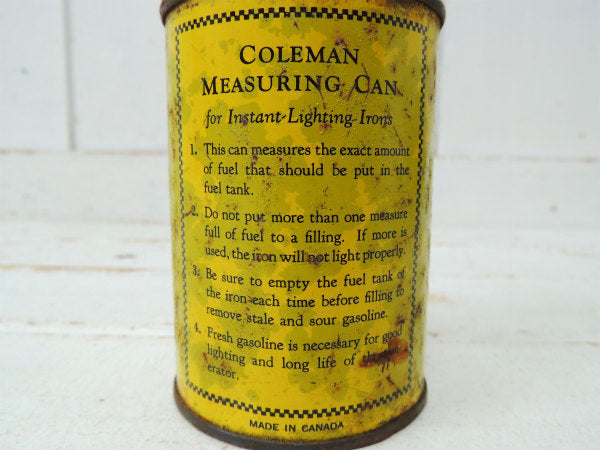 COLEMAN
MEASURING CAN
for Instant-Lighting Irons
1. This can measures the exact amount
of fuel that should be put in the
fuel tank.
2. Do not put more than one measure
full of fuel to a filling. If more is
used, the iron will not light properly.
3. Be sure to empty the fuel tank of
the iron each time before filling to
remove stale and sour gasoline.
4. Fresh gasoline is necessary for good
lighting and long life of
erator.
MADE IN CANADA